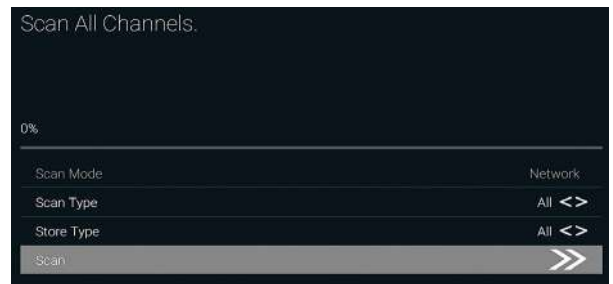 Scan All Channels.
0%
Scan Mode Network
Scan Type All <>
Store Type All <>
Scan